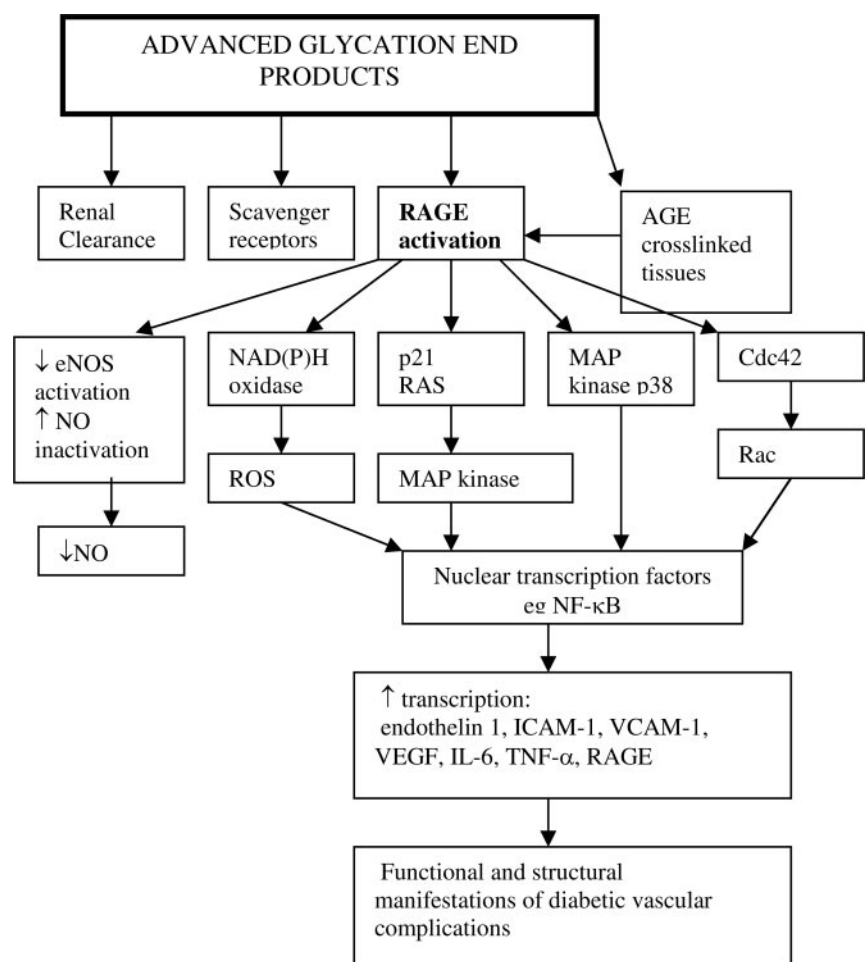 ADVANCED GLYCATION END
PRODUCTS
Renal
Clearance
Scavenger
receptors
RAGE
activation
AGE
crosslinked
tissues
↓ eNOS
activation
↑ NO
inactivation
NAD(P)H
oxidase
p21
RAS
MAP
kinase p38
Cdc42
ROS
MAP kinase
Rac
↓NO
Nuclear transcription factors
eg NF-κB
↑ transcription:
endothelin 1, ICAM-1, VCAM-1,
VEGF, IL-6, TNF-α, RAGE
Functional and structural
manifestations of diabetic vascular
complications